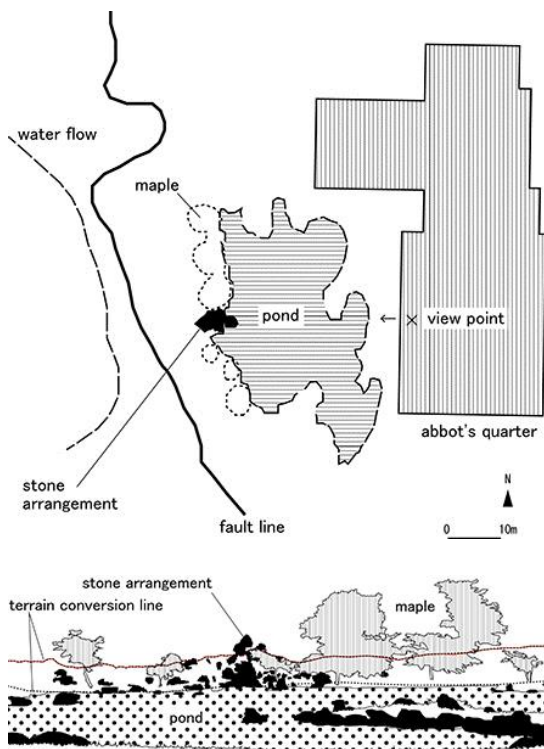 water flow
maple
pond
← × view point
abbot's quarter
stone
arrangement
fault line
N
0 10m
stone arrangement
terrain conversion line
maple
pond